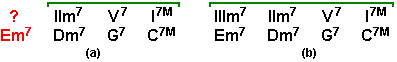 ? IIm7 V7 I7M IIIm7 IIm7 V7 I7M
Em7 Dm7 G7 C7M Em7 Dm7 G7 C7M
(a) (b)